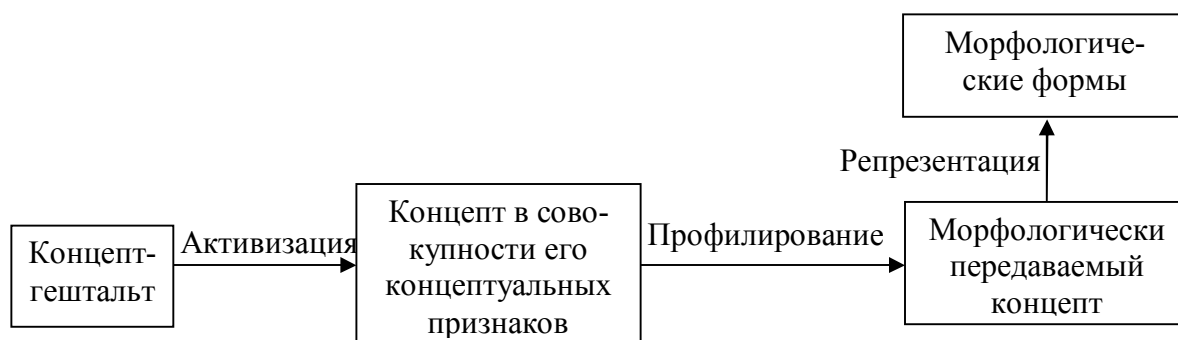 Концепт-
гештальт
Активизация
Концепт в сово-
купности его
концептуальных
признаков
Профилирование
Морфологически
передаваемый
концепт
Репрезентация
Морфологиче-
ские формы